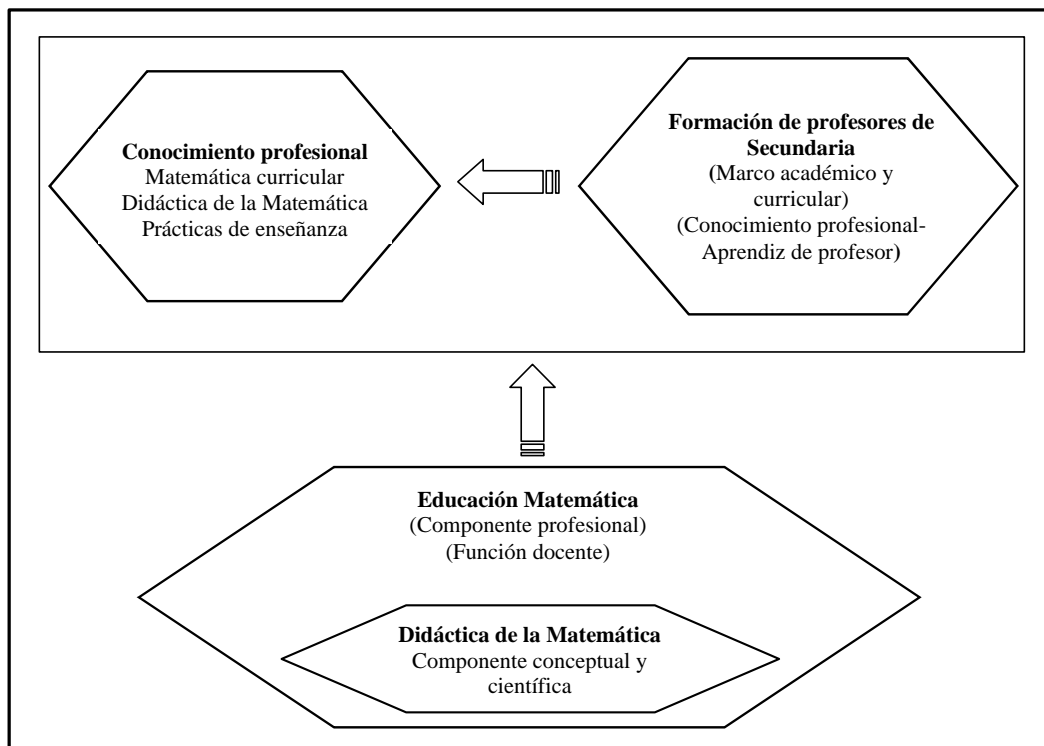 Conocimiento profesional
Matemática curricular
Didáctica de la Matemática
Prácticas de enseñanza
Formación de profesores de
Secundaria
(Marco académico y
curricular)
(Conocimiento profesional-
Aprendiz de profesor)
Educación Matemática
(Componente profesional)
(Función docente)
Didáctica de la Matemática
Componente conceptual y
científica